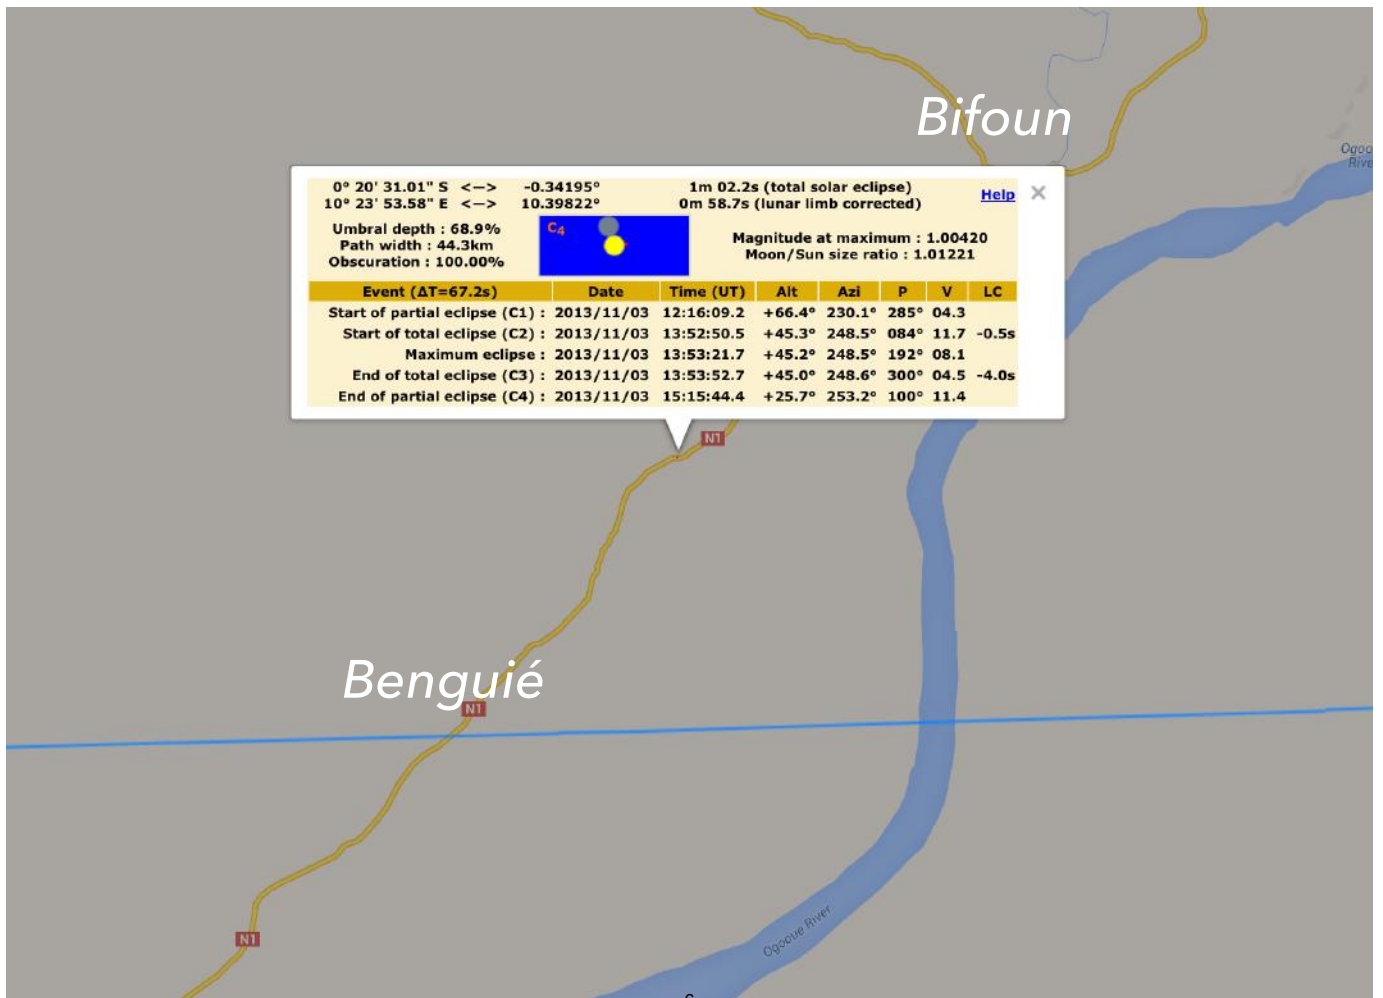 Bifoun
Ogoo
Rive
0° 20' 31.01" S <—> -0.34195° 1m 02.2s (total solar eclipse) Help ×
10° 23' 53.58" E <—> 10.39822° 0m 58.7s (lunar limb corrected)
Umbral depth : 68.9%
Path width : 44.3km
Obscuration : 100.00%
C4
Magnitude at maximum : 1.00420
Moon/Sun size ratio : 1.01221
Event (ΔT=67.2s) Date Time (UT) Alt Azi P V LC
Start of partial eclipse (C1) : 2013/11/03 12:16:09.2 +66.4° 230.1° 285° 04.3
Start of total eclipse (C2) : 2013/11/03 13:52:50.5 +45.3° 248.5° 084° 11.7 -0.5s
Maximum eclipse : 2013/11/03 13:53:21.7 +45.2° 248.5° 192° 08.1
End of total eclipse (C3) : 2013/11/03 13:53:52.7 +45.0° 248.6° 300° 04.5 -4.0s
End of partial eclipse (C4) : 2013/11/03 15:15:44.4 +25.7° 253.2° 100° 11.4
N1
Benguié
N1
N1
Ogooue River